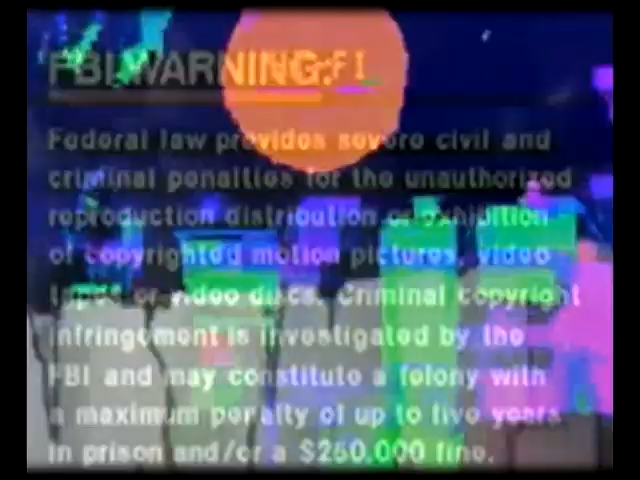 FBI WARNING:
Federal law provides severe civil and
criminal penalties for the unauthorized
reproduction distribution or exhibition
of copyrighted motion pictures, video
tapes or video discs. Criminal copyright
infringement is investigated by the
FBI and may constitute a felony with
a maximum penalty of up to five years
in prison and/or a $250,000 fine.